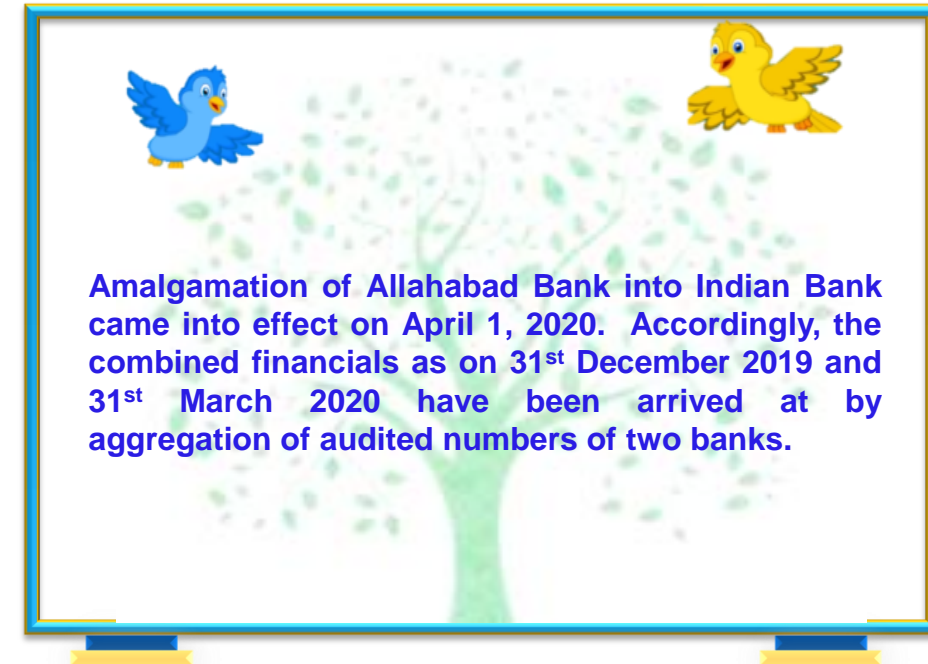 Amalgamation of Allahabad Bank into Indian Bank
came into effect on April 1, 2020. Accordingly, the
combined financials as on 31st December 2019 and
31st March 2020 have been arrived at by
aggregation of audited numbers of two banks.